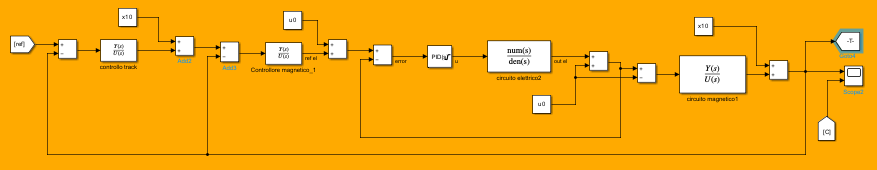 x10
u0
x10
[ref]
Y(s)
U(s)
controllo track
Add2
Add3
Y(s)
U(s)
Controllore magnetico_1
ref el
error
PID(s)
u
num(s)
den(s)
circuito elettrico2
out el
u0
Y(s)
U(s)
circuito magnetico1
-T-
Scope2
[C]